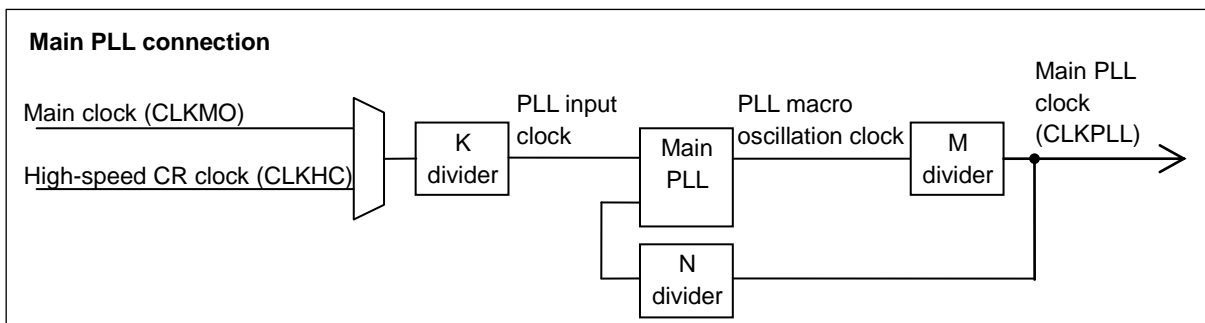 Main PLL connection
Main clock (CLKMO)
High-speed CR clock (CLKHC)
K
divider
PLL input
clock
Main
PLL
PLL macro
oscillation clock
M
divider
Main PLL
clock
(CLKPLL)
N
divider